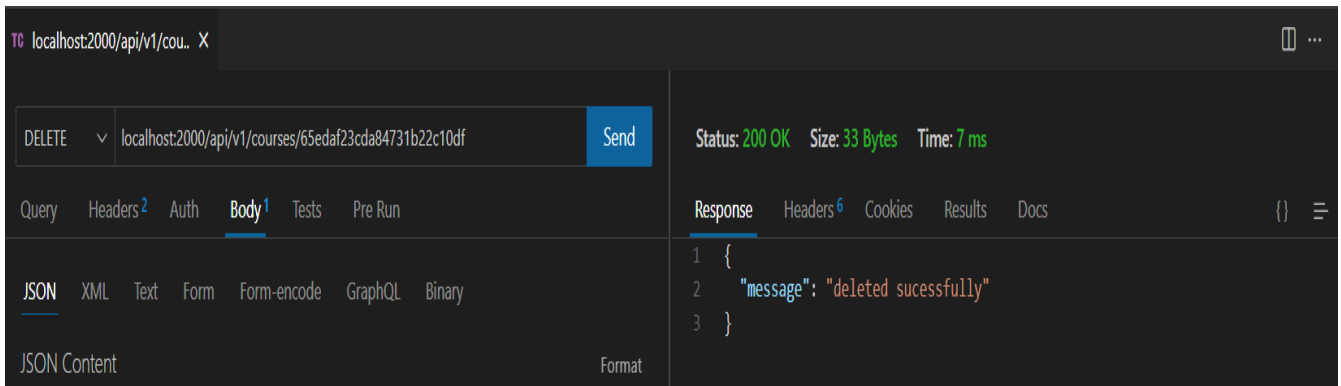 TC localhost:2000/api/v1/cou.. X
DELETE localhost:2000/api/v1/courses/65edaf23cda84731b22c10df Send
Status: 200 OK Size: 33 Bytes Time: 7 ms
Query Headers 2 Auth Body 1 Tests Pre Run
Response Headers 6 Cookies Results Docs {}
JSON XML Text Form Form-encode GraphQL Binary
1 {
2 "message": "deleted sucessfully"
3 }
JSON Content Format